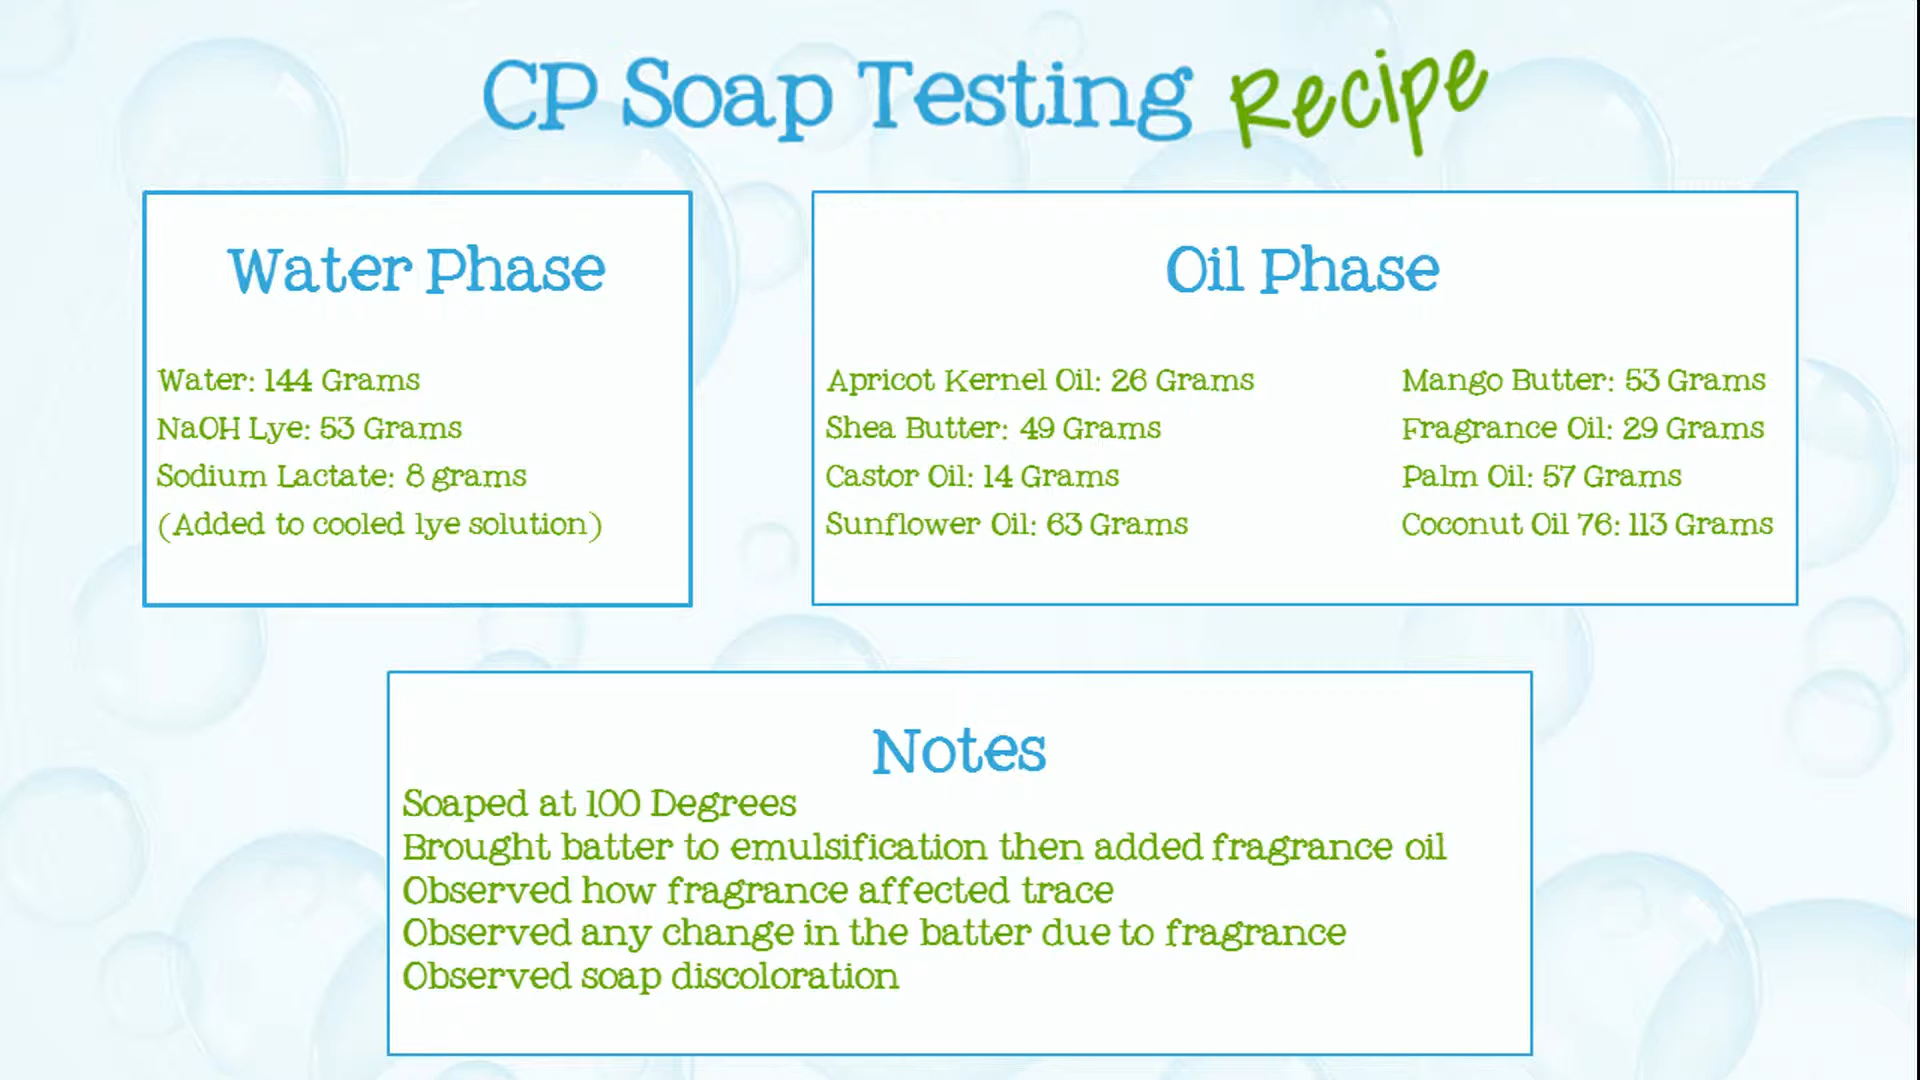 CP Soap Testing Recipe
Water Phase
Water: 144 Grams
NaOH Lye: 53 Grams
Sodium Lactate: 8 grams
(Added to cooled lye solution)
Oil Phase
Apricot Kernel Oil: 26 Grams
Shea Butter: 49 Grams
Castor Oil: 14 Grams
Sunflower Oil: 63 Grams
Mango Butter: 53 Grams
Fragrance Oil: 29 Grams
Palm Oil: 57 Grams
Coconut Oil 76: 113 Grams
Notes
Soaped at 100 Degrees
Brought batter to emulsification then added fragrance oil
Observed how fragrance affected trace
Observed any change in the batter due to fragrance
Observed soap discoloration